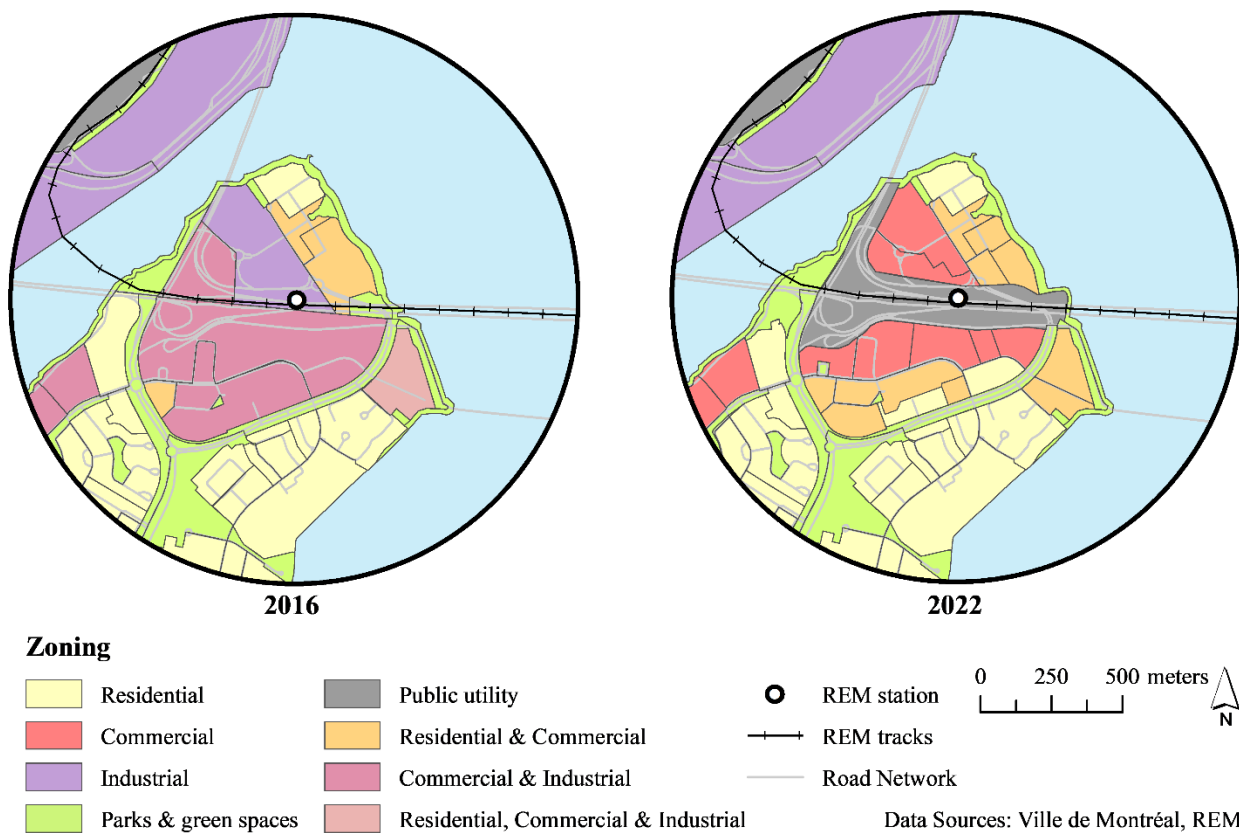 2016
2022
Zoning
Residential
Commercial
Industrial
Parks & green spaces
Public utility
Residential & Commercial
Commercial & Industrial
Residential, Commercial & Industrial
REM station
REM tracks
Road Network
0 250 500 meters
N
Data Sources: Ville de Montréal, REM